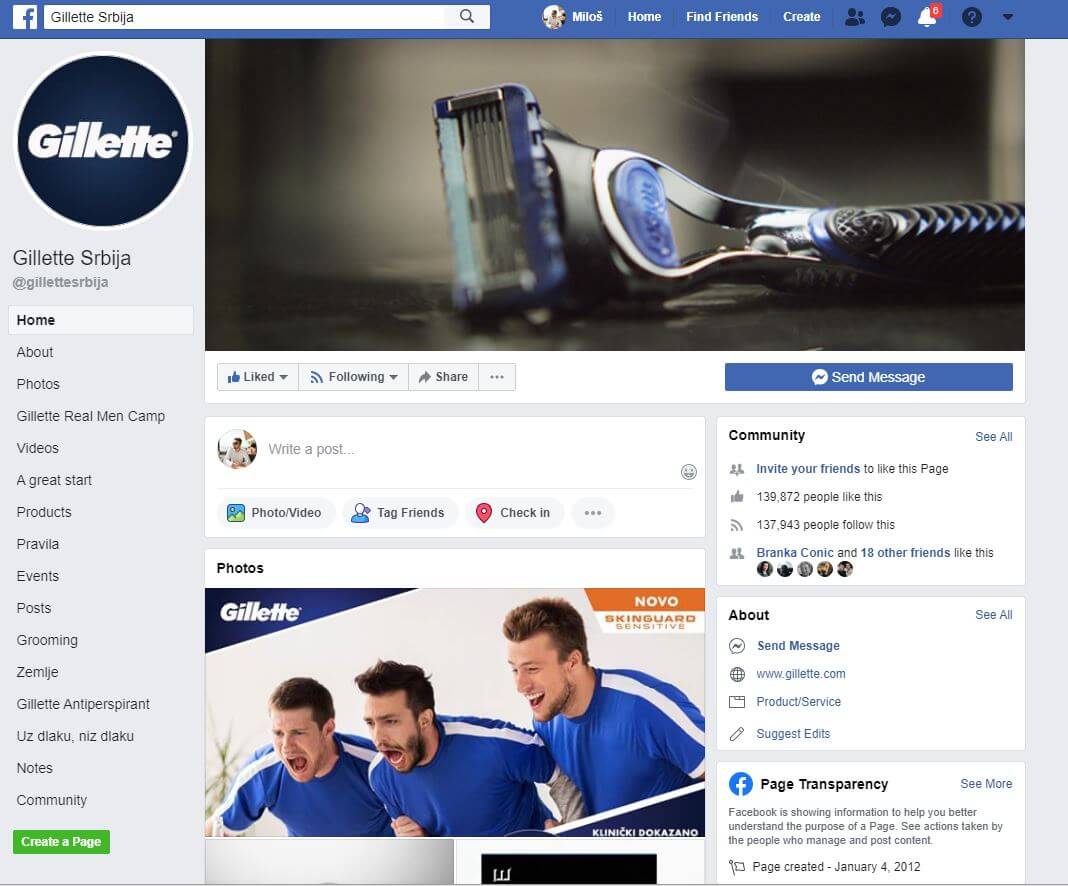 Gillette Srbija
Miloš
Home
Find Friends
Create
6
Gillette
Gillette Srbija
@gillettesrbija
Home
About
Photos
Gillette Real Men Camp
Videos
A great start
Products
Pravila
Events
Posts
Grooming
Zemlje
Gillette Antiperspirant
Uz dlaku, niz dlaku
Notes
Community
Create a Page
Liked
Following
Share
Send Message
Write a post...
Photo/Video
Tag Friends
Check in
Photos
Gillette
NOVO
SKINGUARD
SENSITIVE
KLINIČKI DOKAZANO
Community
See All
Invite your friends to like this Page
139,872 people like this
137,943 people follow this
Branka Conic and 18 other friends like this
About
See All
Send Message
www.gillette.com
Product/Service
Suggest Edits
Page Transparency
See More
Facebook is showing information to help you better
understand the purpose of a Page. See actions taken by
the people who manage and post content.
Page created - January 4, 2012